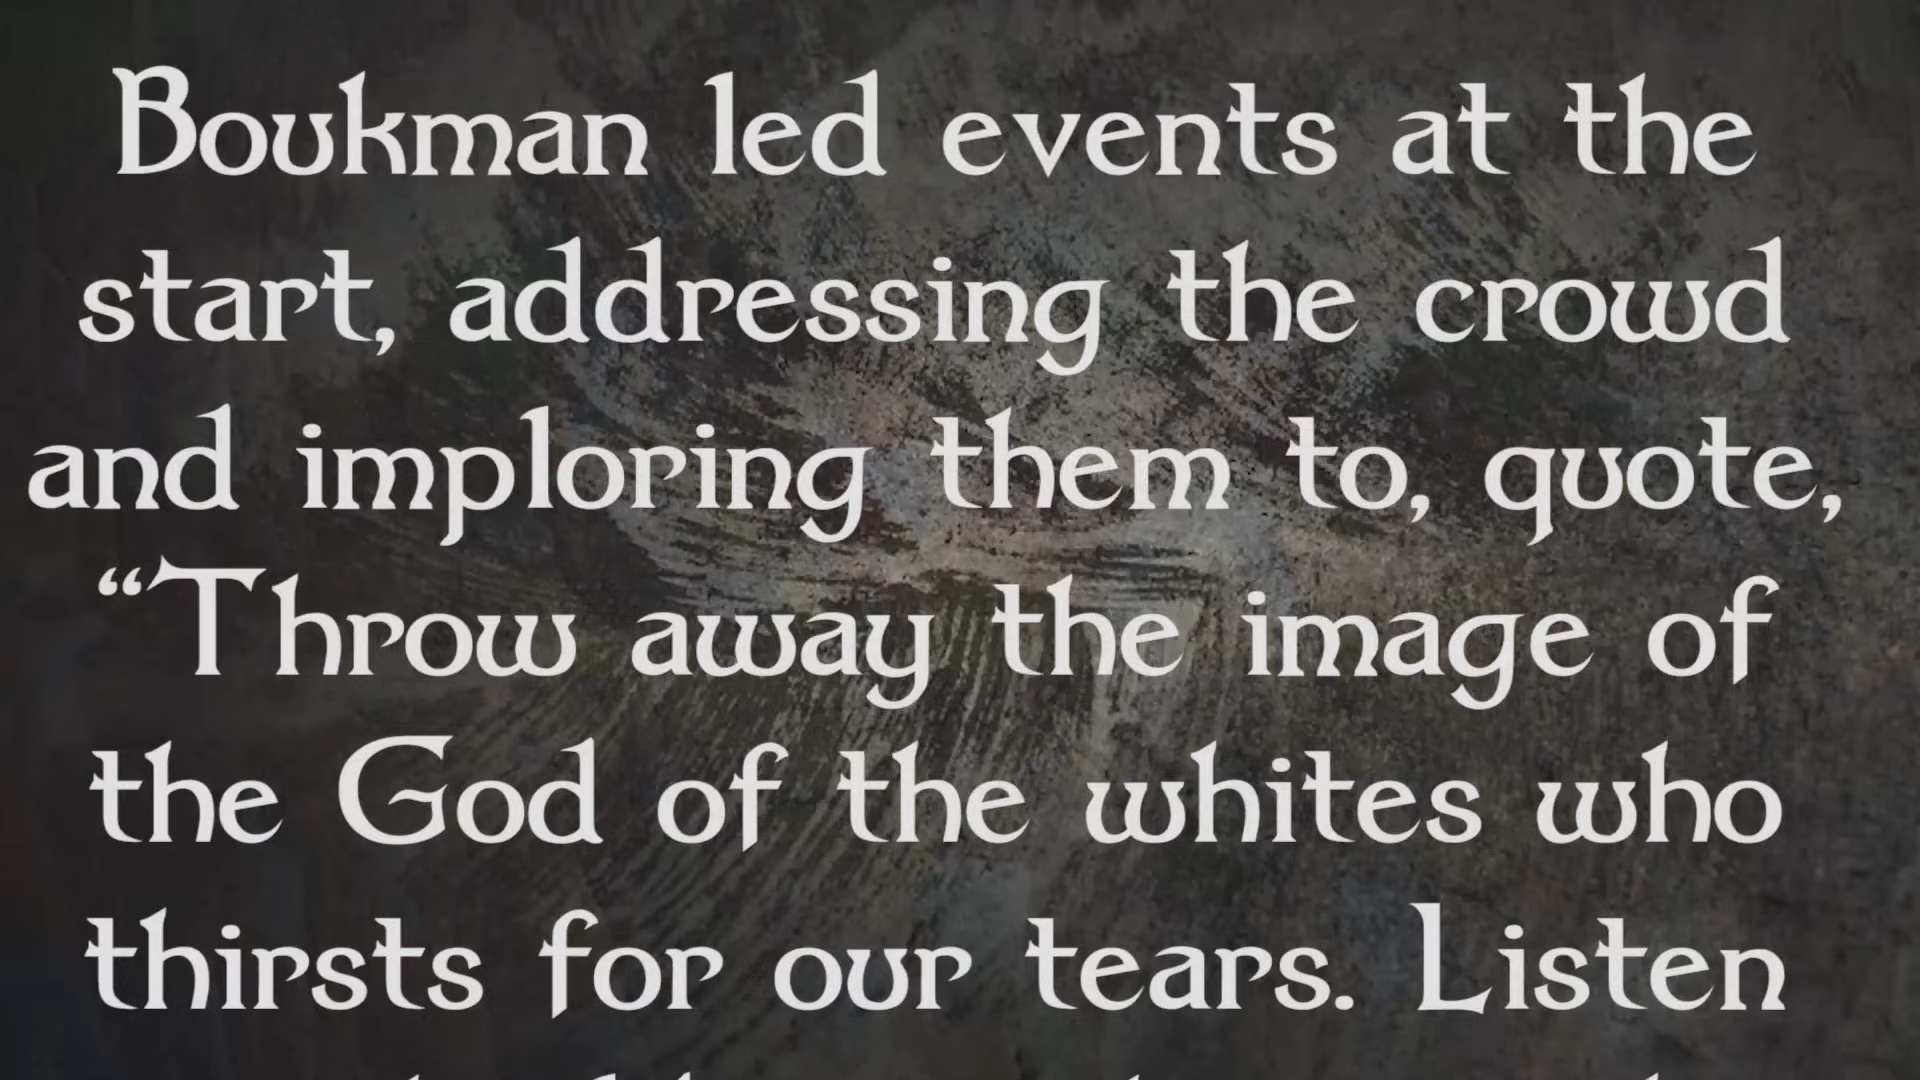 Boukman led events at the
start, addressing the crowd
and imploring them to, quote,
“Throw away the image of
the God of the whites who
thirsts for our tears. Listen